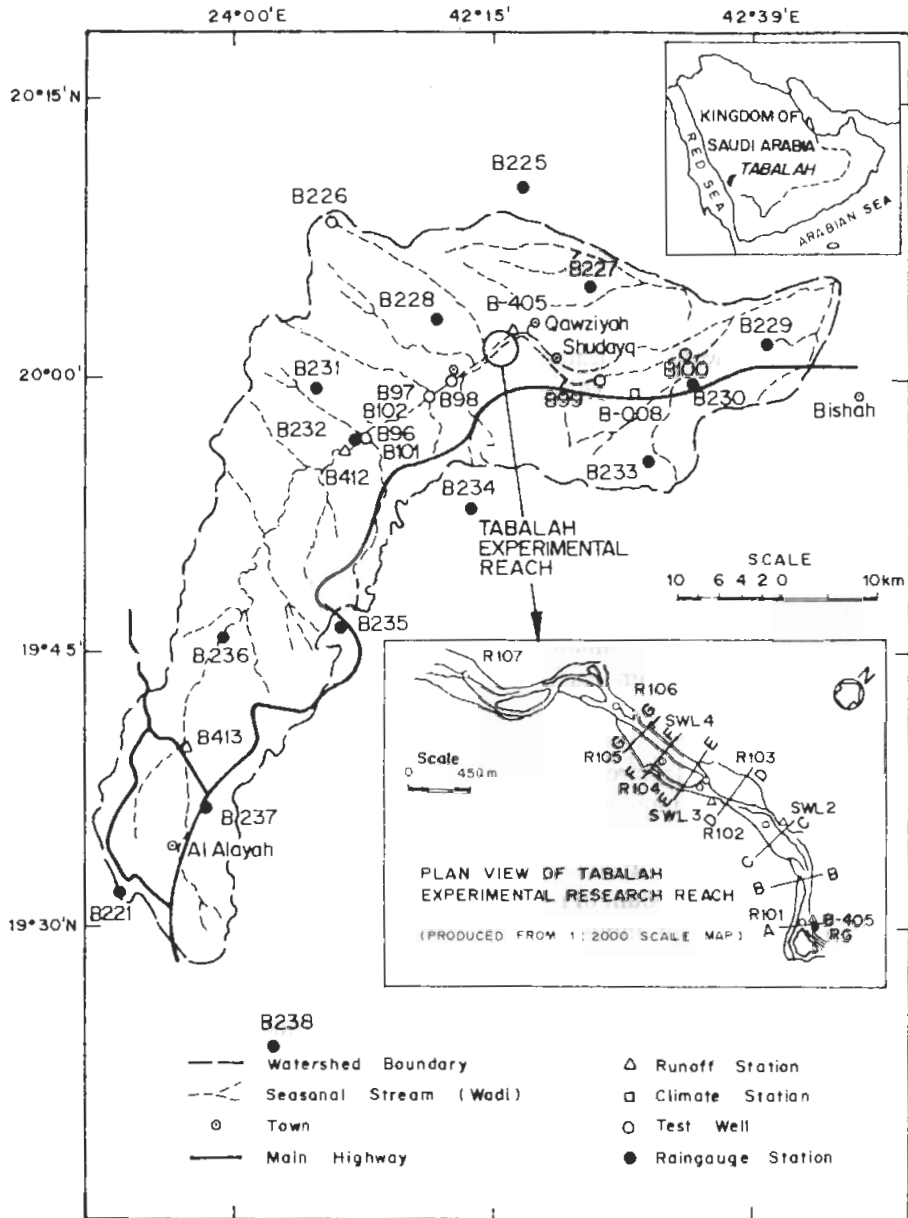 24°00'E
42°15'
42°39'E
20°15'N
KINGDOM OF
SAUDI ARABIA
TABALAH
RED SEA
ARABIAN SEA
B225
B226
B227
B228
B-405
Qawziyah
B229
Shudayq
20°00'
B231
B97
B98
B99
B100
B230
B-008
Bishah
B102
B232
B96
B101
B412
B233
B234
TABALAH
EXPERIMENTAL
REACH
SCALE
10 6 4 2 0 10km
19°45'
B235
B236
R107
N
R106
G
SWL4
F
E
R103
D
R105
G
Scale
0 450m
F
R104
E
SWL3
D
R102
SWL2
C
C
B413
B237
Al Alayah
PLAN VIEW OF TABALAH
EXPERIMENTAL RESEARCH REACH
B B
B221
19°30'N
R101
A
B-405
RG
(PRODUCED FROM 1:2000 SCALE MAP)
B238
Watershed Boundary
Seasonal Stream (Wadi)
Town
Main Highway
Runoff Station
Climate Station
Test Well
Raingauge Station